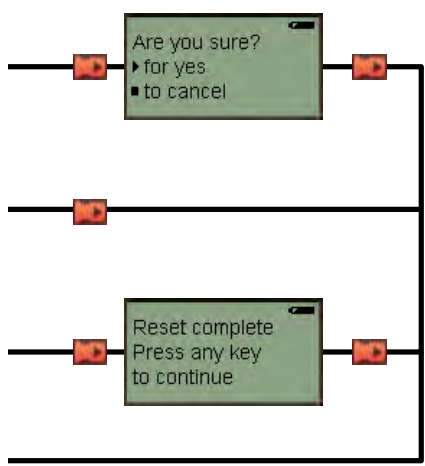 Are you sure?
▸ for yes
▪ to cancel
Reset complete
Press any key
to continue